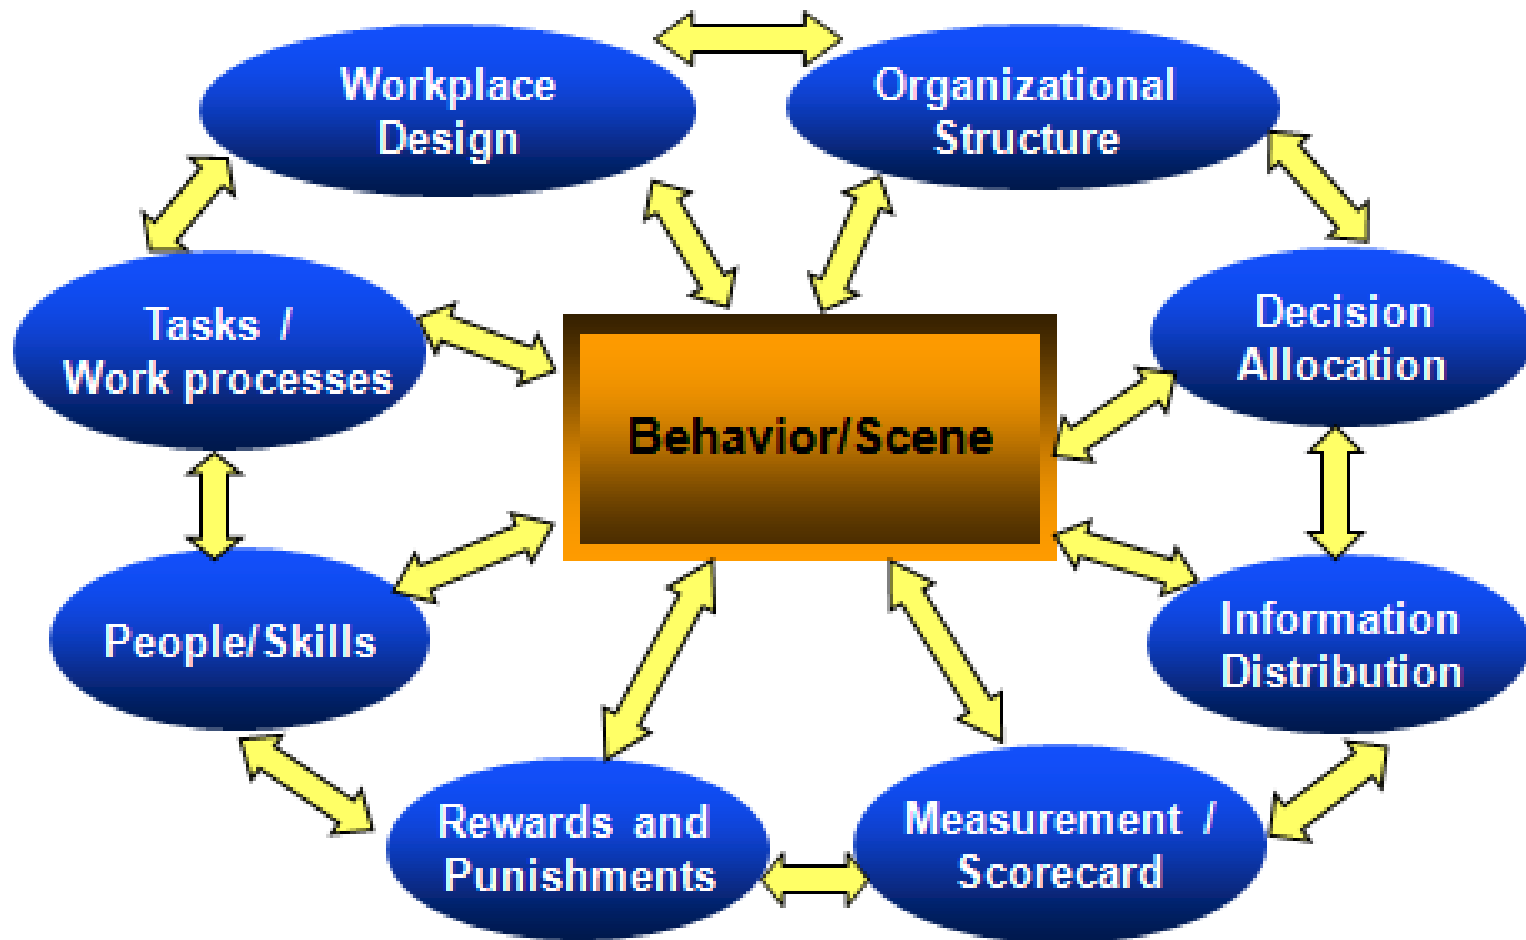 Workplace
Design
Organizational
Structure
Tasks /
Work processes
Decision
Allocation
Behavior/Scene
People/Skills
Information
Distribution
Rewards and
Punishments
Measurement /
Scorecard